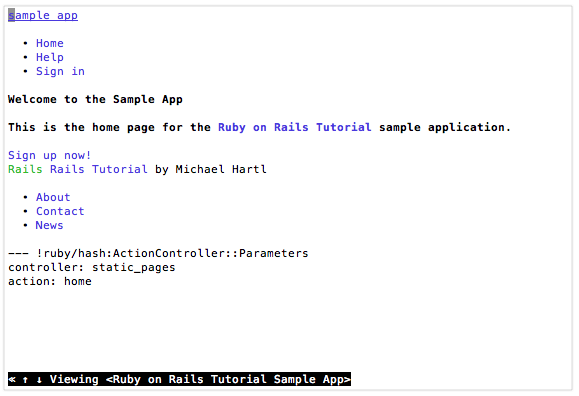 sample app
• Home
• Help
• Sign in
Welcome to the Sample App
This is the home page for the Ruby on Rails Tutorial sample application.
Sign up now!
Rails Rails Tutorial by Michael Hartl
• About
• Contact
• News
--- !ruby/hash:ActionController::Parameters
controller: static_pages
action: home
≪ ↑ ↓ Viewing <Ruby on Rails Tutorial Sample App>